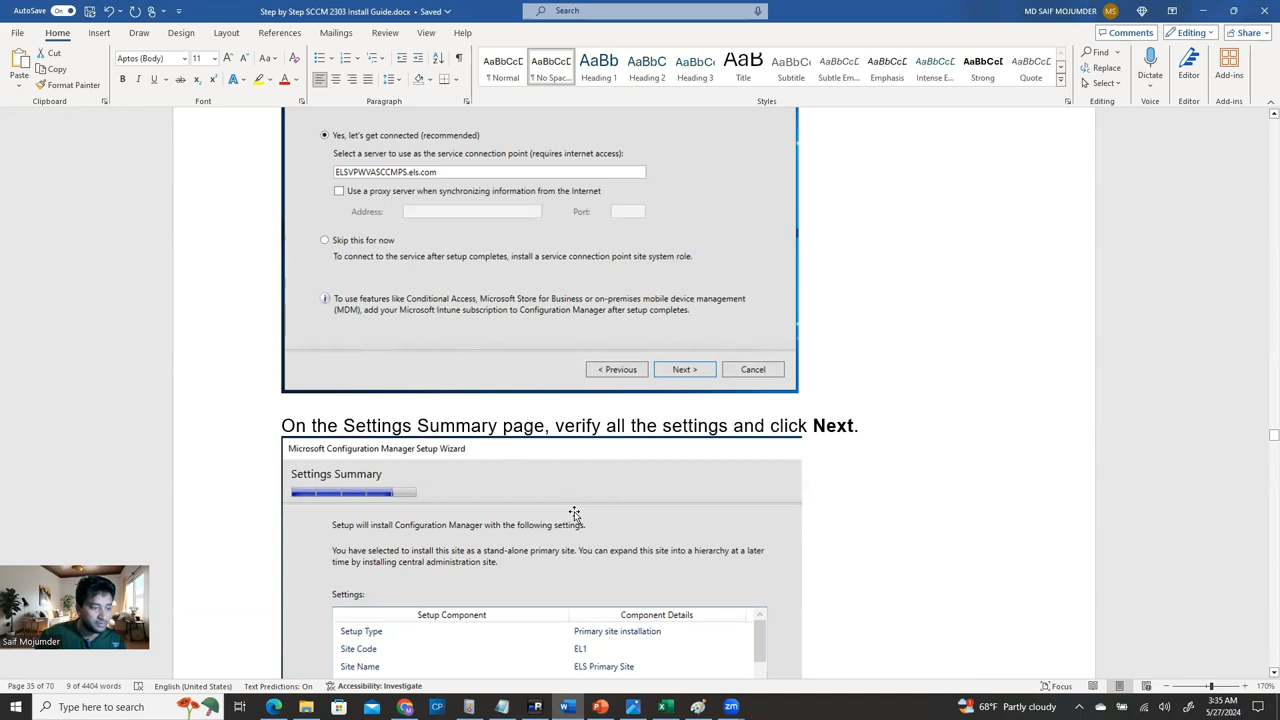 AutoSave On
Step by Step SCCM 2303 Install Guide.docx • Saved
Search
MD SAIF MOJUMDER MS
File Home Insert Draw Design Layout References Mailings Review View Help
Comments Editing Share
Paste
Cut
Copy
Format Painter
Clipboard
Aptos (Body) 11
Font
Paragraph
AaBbCcD AaBbCcD AaBb AaBbC AaBbC AaB AaBbCcD AaBbCcD AaBbCcD AaBbCcD AaBbCcD AaBbCcD
¶ Normal ¶ No Spac... Heading 1 Heading 2 Heading 3 Title Subtitle Subtle Em... Emphasis Intense E... Strong Quote
Styles
Find
Replace
Select
Editing
Dictate
Voice
Editor
Editor
Add-ins
Add-ins
Yes, let's get connected (recommended)
Select a server to use as the service connection point (requires internet access):
ELSVPWVASCCMPS.els.com
Use a proxy server when synchronizing information from the Internet
Address: Port:
Skip this for now
To connect to the service after setup completes, install a service connection point site system role.
To use features like Conditional Access, Microsoft Store for Business or on-premises mobile device management
(MDM), add your Microsoft Intune subscription to Configuration Manager after setup completes.
< Previous Next > Cancel
On the Settings Summary page, verify all the settings and click Next.
Microsoft Configuration Manager Setup Wizard
Settings Summary
Setup will install Configuration Manager with the following settings.
You have selected to install this site as a stand-alone primary site. You can expand this site into a hierarchy at a later
time by installing central administration site.
Settings:
Setup Component Component Details
Setup Type Primary site installation
Site Code EL1
Site Name ELS Primary Site
Saif Mojumder
Page 35 of 70 9 of 4404 words English (United States) Text Predictions: On Accessibility: Investigate Focus 170%
Type here to search
68°F Partly cloudy
3:35 AM
5/27/2024